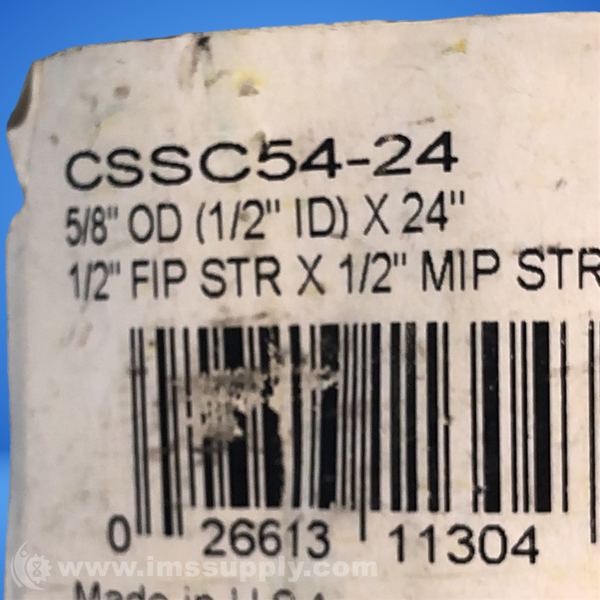 CSSC54-24
5/8" OD (1/2" ID) X 24"
1/2" FIP STR X 1/2" MIP STR
0 26613 11304
www.imssupply.com
Made in U.S.A.